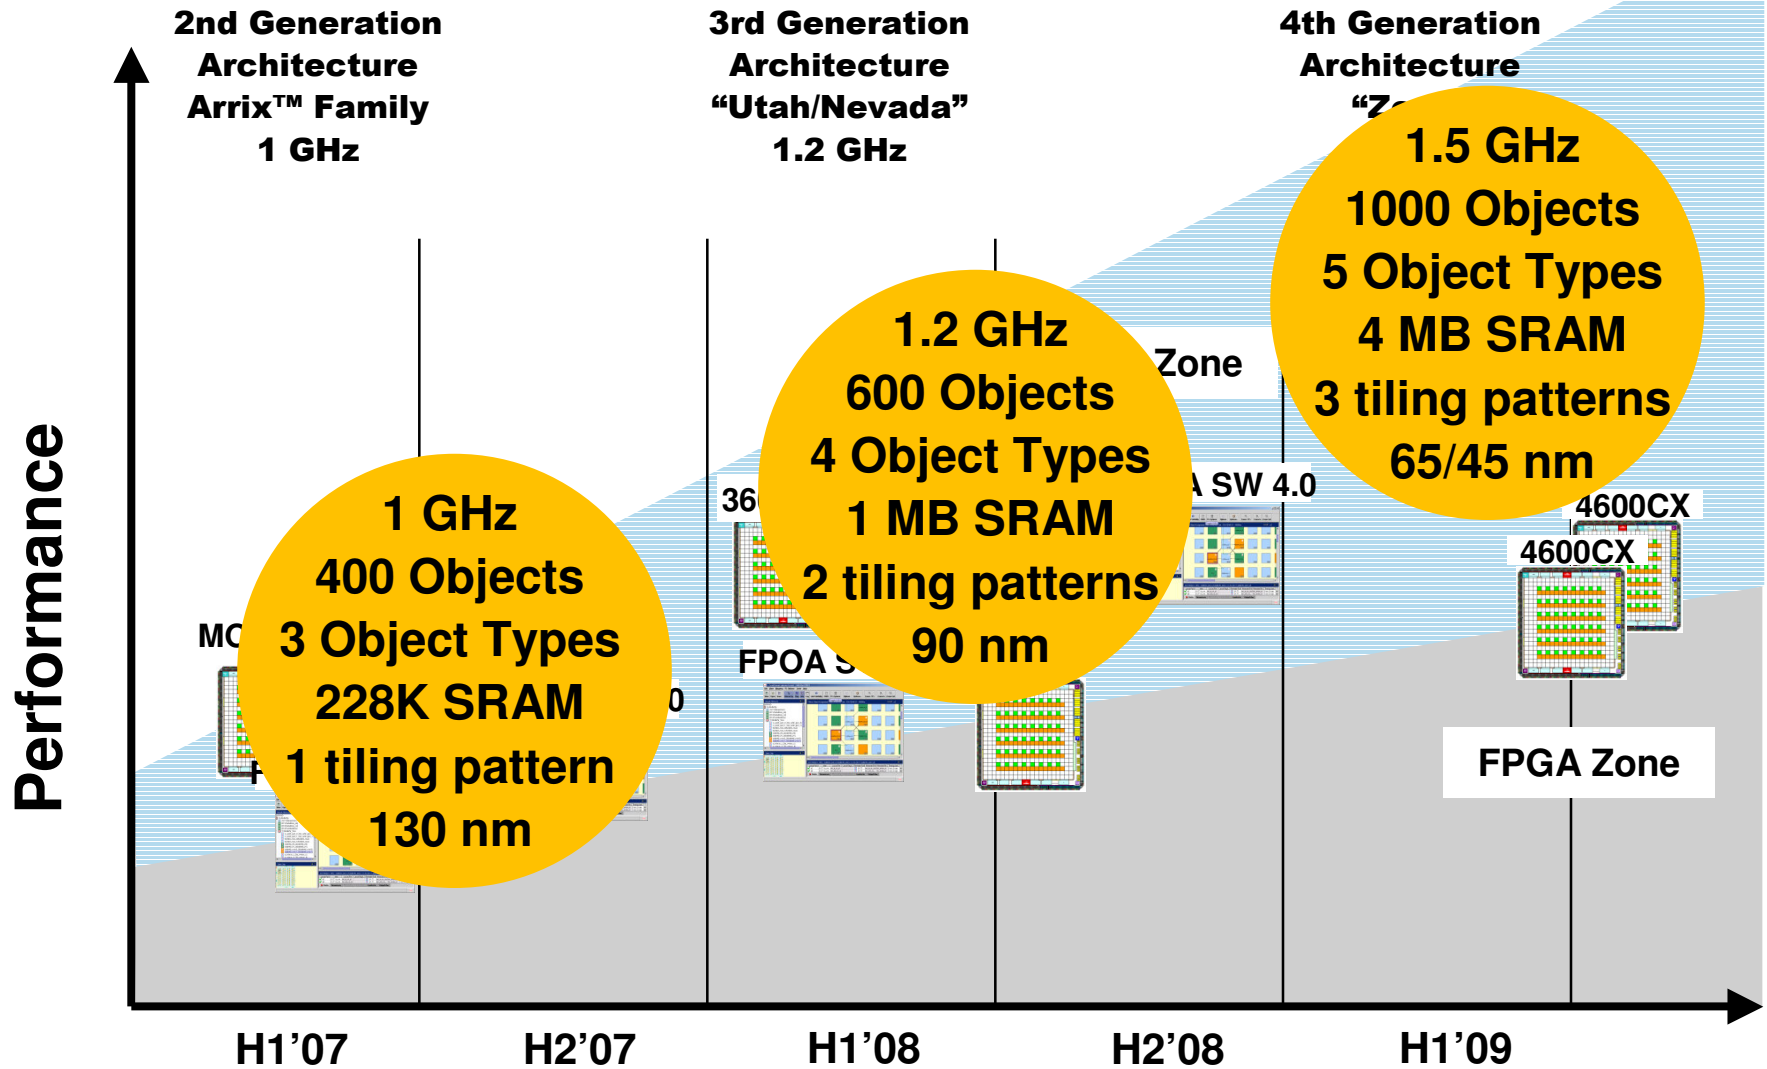 2nd Generation
Architecture
Arrix™ Family
1 GHz
3rd Generation
Architecture
“Utah/Nevada”
1.2 GHz
4th Generation
Architecture
1.5 GHz
1000 Objects
5 Object Types
4 MB SRAM
3 tiling patterns
65/45 nm
1.2 GHz
600 Objects
4 Object Types
1 MB SRAM
2 tiling patterns
90 nm
Zone
SW 4.0
1 GHz
400 Objects
3 Object Types
228K SRAM
1 tiling pattern
130 nm
FPOA
4600CX
4600CX
FPGA Zone
Performance
H1’07
H2’07
H1’08
H2’08
H1’09